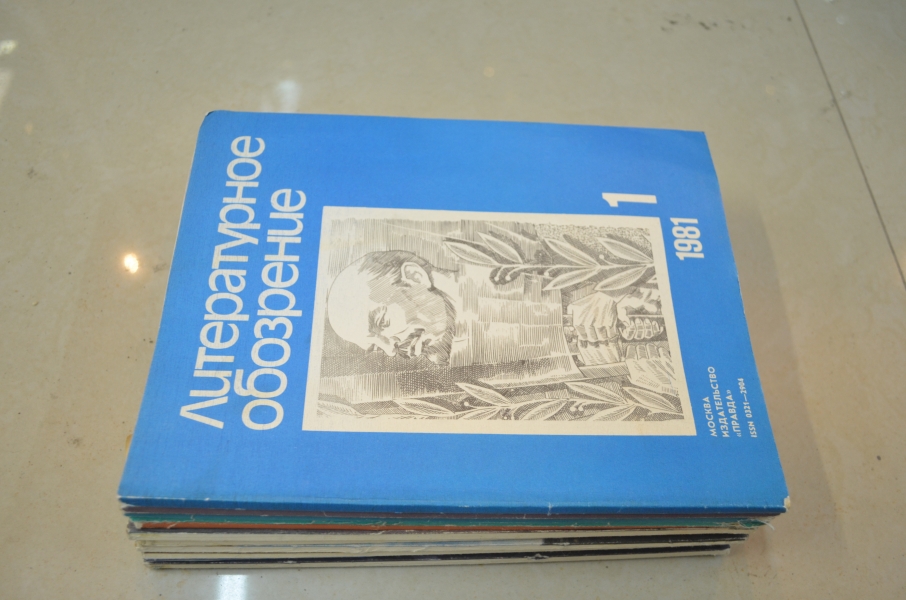 Литературное
обозрение
1
1981
МОСКВА
ИЗДАТЕЛЬСТВО
«ПРАВДА»
ISSN 0321—2904